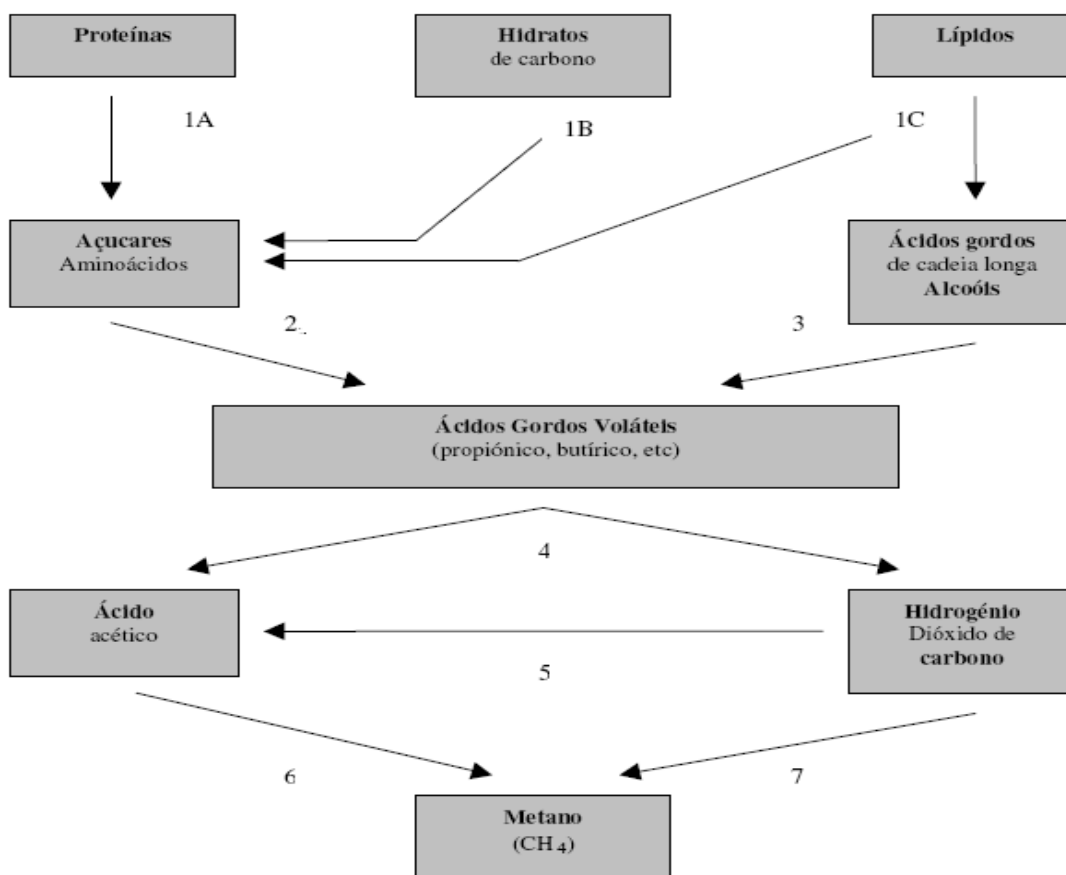 Proteínas
Hidratos
de carbono
Lípidos
1A
1B
1C
Açucares
Aminoácidos
Ácidos gordos
de cadeia longa
Alcoóis
2
3
Ácidos Gordos Voláteis
(propiónico, butírico, etc)
4
Ácido
acético
Hidrogénio
Dióxido de
carbono
5
6
7
Metano
(CH4)